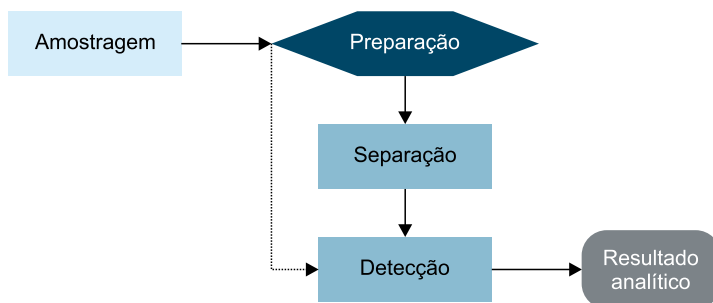 Amostragem
Preparação
Separação
Detecção
Resultado
analítico